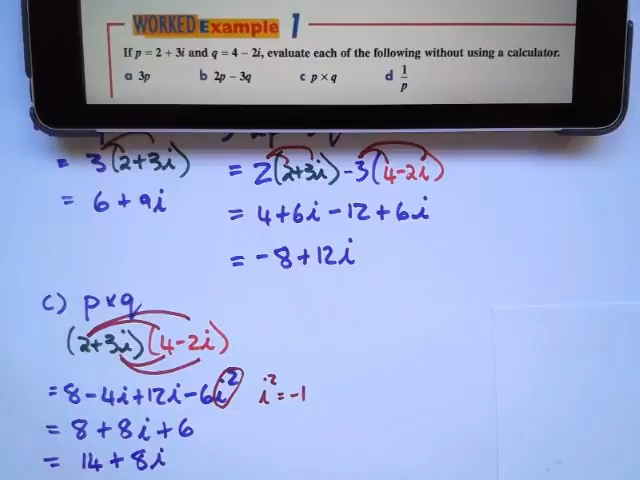 WORKED Example 1
If p = 2 + 3i and q = 4 − 2i, evaluate each of the following without using a calculator.
a 3p b 2p − 3q c p × q d 1/p
= 3(2+3i)
= 6 + 9i
= 2(2+3i) −3(4−2i)
= 4+6i −12 + 6i
= −8 + 12i
c) p×q
(2+3i)(4−2i)
= 8 − 4i + 12i − 6i² i² = −1
= 8 + 8i + 6
= 14 + 8i